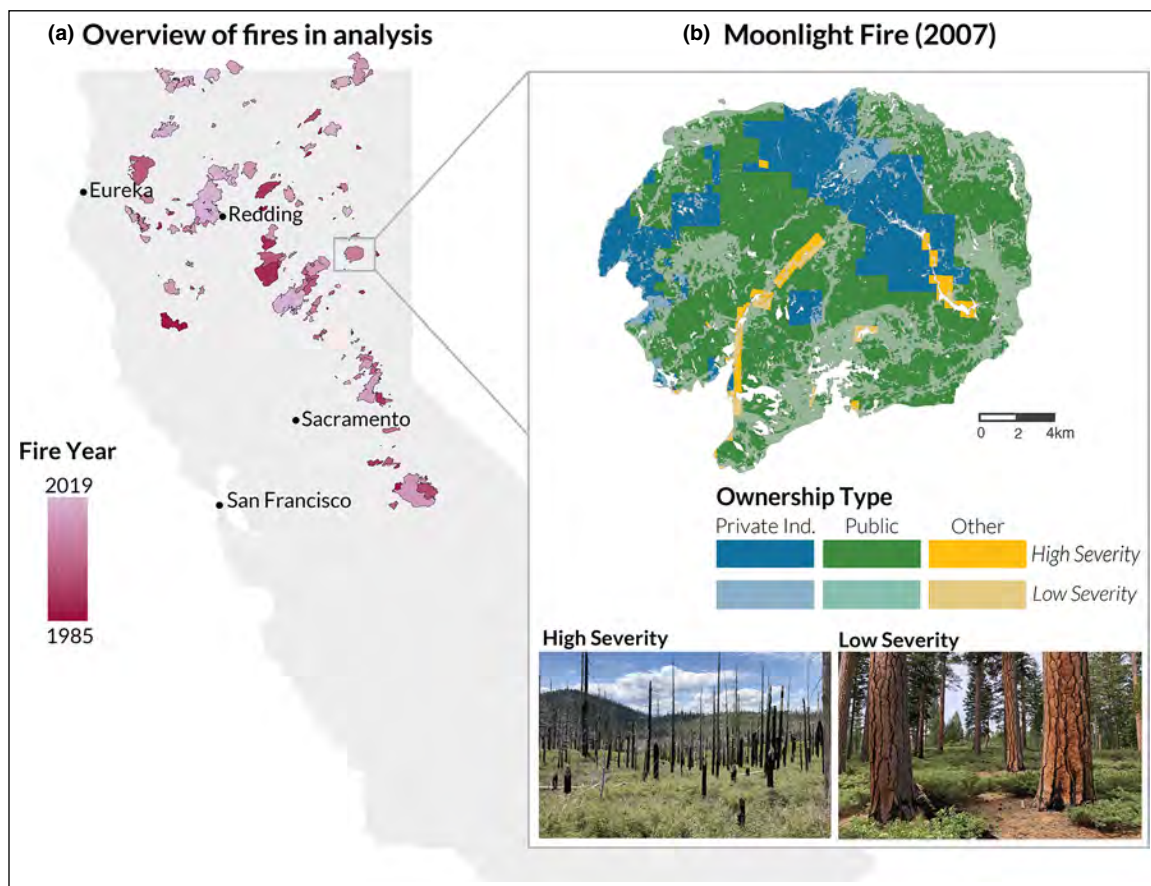 (a) Overview of fires in analysis
(b) Moonlight Fire (2007)
Eureka
Redding
Sacramento
San Francisco
Fire Year
2019
1985
0 2 4km
Ownership Type
Private Ind. Public Other
High Severity
Low Severity
High Severity
Low Severity